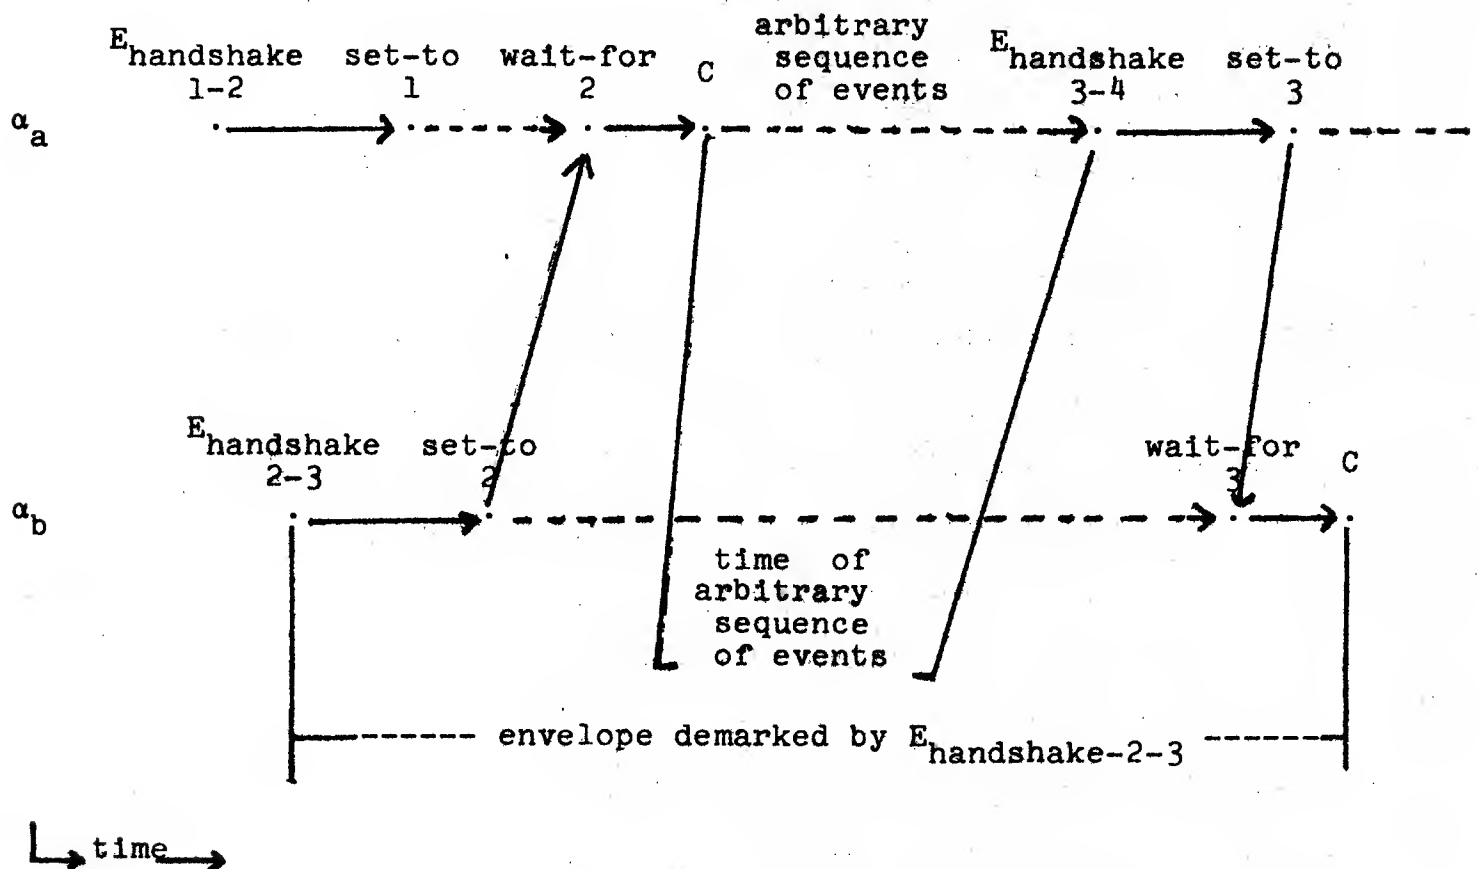 arbitrary
E handshake set-to wait-for C sequence E handshake set-to
1-2 1 2 of events 3-4 3
αa
E handshake set-to wait-for C
2-3 2 3
αb
time of
arbitrary
sequence
of events
envelope demarked by E handshake-2-3
time